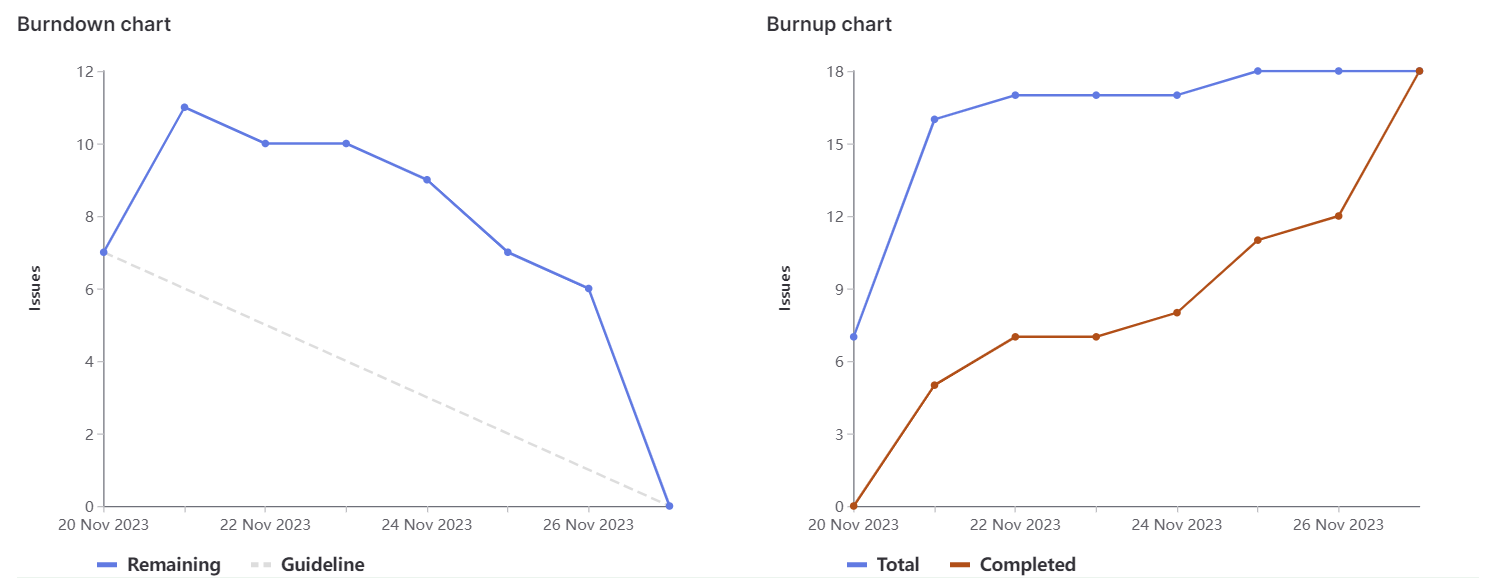 Burndown chart
12
10
8
6
4
2
0
Issues
20 Nov 2023
22 Nov 2023
24 Nov 2023
26 Nov 2023
Remaining
Guideline
Burnup chart
18
15
12
9
6
3
0
Issues
20 Nov 2023
22 Nov 2023
24 Nov 2023
26 Nov 2023
Total
Completed